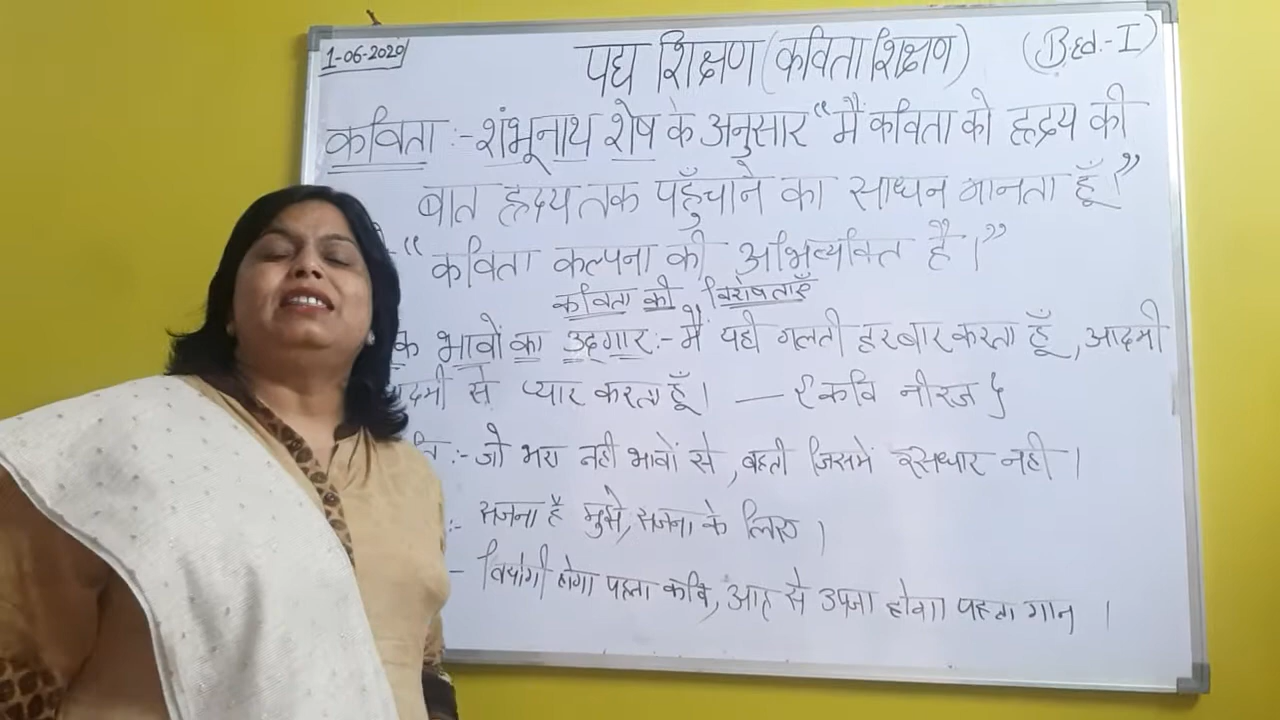 1-06-2020
पद्य शिक्षण (कविता शिक्षण) (B.Ed.-I)
कविता :- शंभूनाथ शेष के अनुसार "मैं कविता को हृदय की
बात हृदय तक पहुँचाने का साधन मानता हूँ।"
"कविता कल्पना की अभिव्यक्ति है।"
कविता की विशेषताएँ
क भावों का उद्गार :- मैं यही गलती हरबार करता हूँ, आदमी
दमी से प्यार करता हूँ। — {कवि नीरज}
:- जो भरा नही भावों से, बहती जिसमें रसधार नही।
:- सजना है मुझे, सजना के लिए।
- वियोगी होगा पहला कवि, आह से उपजा होगा पहला गान।